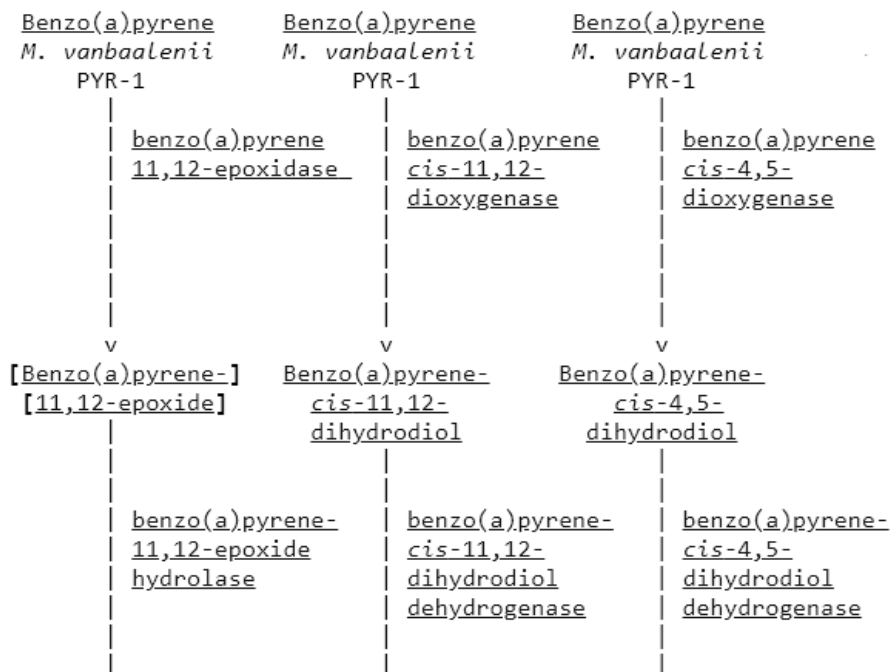 Benzo(a)pyrene Benzo(a)pyrene Benzo(a)pyrene
M. vanbaalenii M. vanbaalenii M. vanbaalenii
PYR-1 PYR-1 PYR-1
benzo(a)pyrene benzo(a)pyrene benzo(a)pyrene
11,12-epoxidase cis-11,12- cis-4,5-
dioxygenase dioxygenase
v v v
[Benzo(a)pyrene-] Benzo(a)pyrene- Benzo(a)pyrene-
[11,12-epoxide] cis-11,12- cis-4,5-
dihydrodiol dihydrodiol
benzo(a)pyrene- benzo(a)pyrene- benzo(a)pyrene-
11,12-epoxide cis-11,12- cis-4,5-
hydrolase dihydrodiol dihydrodiol
dehydrogenase dehydrogenase